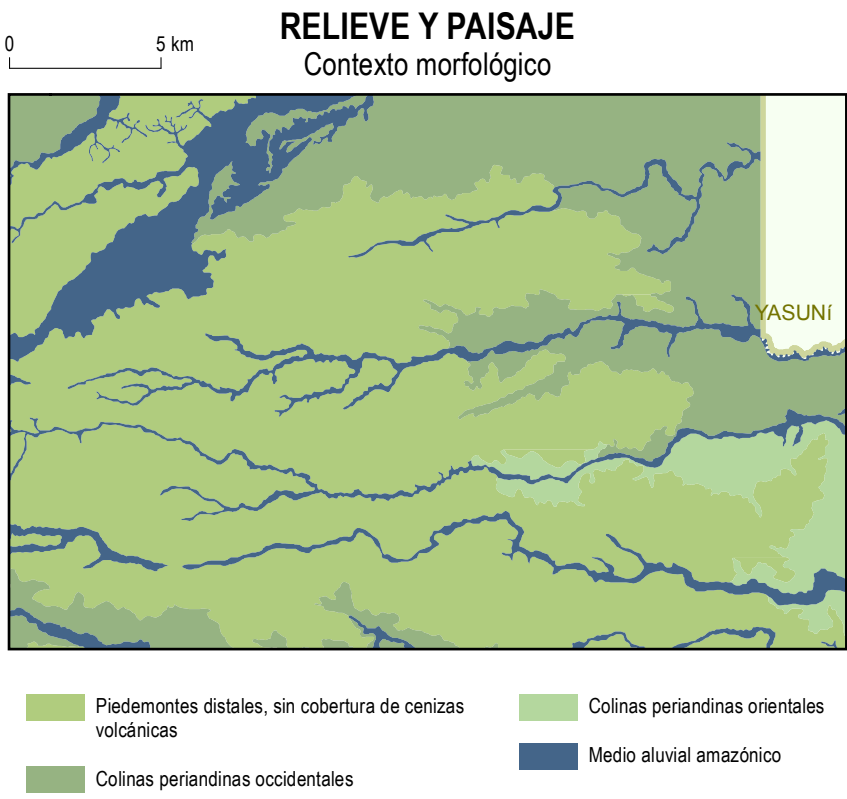 RELIEVE Y PAISAJE
Contexto morfológico
0 5 km
YASUNí
Piedemontes distales, sin cobertura de cenizas
volcánicas
Colinas periandinas occidentales
Colinas periandinas orientales
Medio aluvial amazónico